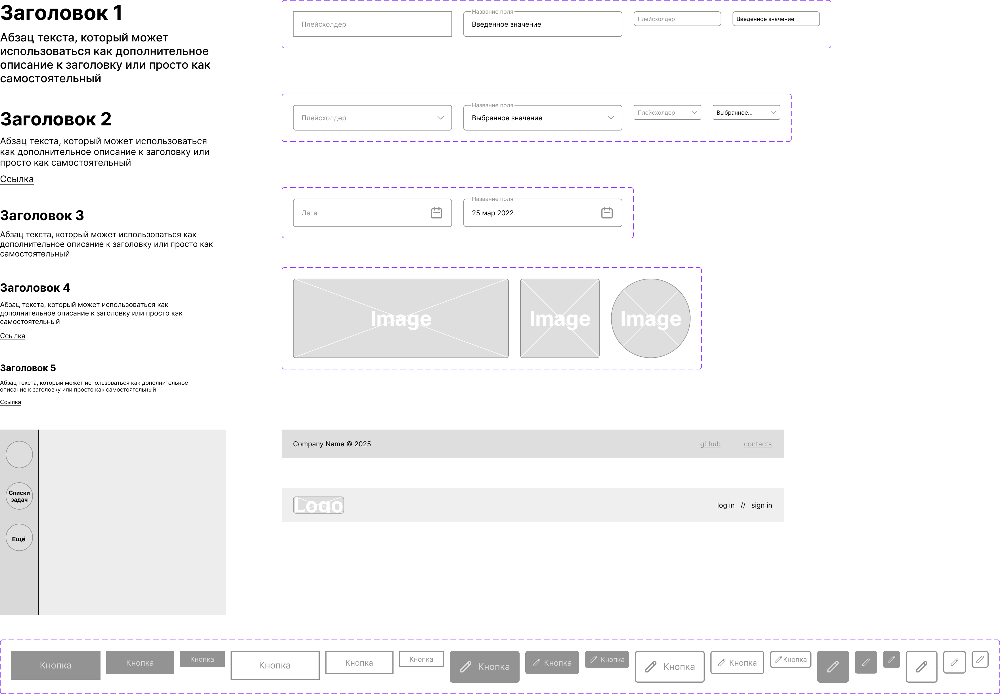 Заголовок 1
Абзац текста, который может
использоваться как дополнительное
описание к заголовку или просто как
самостоятельный
Заголовок 2
Абзац текста, который может использоваться
как дополнительное описание к заголовку или
просто как самостоятельный
Ссылка
Заголовок 3
Абзац текста, который может использоваться как
дополнительное описание к заголовку или просто как
самостоятельный
Заголовок 4
Абзац текста, который может использоваться как
дополнительное описание к заголовку или просто как
самостоятельный
Ссылка
Заголовок 5
Абзац текста, который может использоваться как дополнительное
описание к заголовку или просто как самостоятельный
Ссылка
Плейсхолдер
Название поля
Введенное значение
Плейсхолдер
Введенное значение
Плейсхолдер
Название поля
Выбранное значение
Плейсхолдер
Выбранное...
Дата
Название поля
25 мар 2022
Image
Image
Image
Списки
задач
Ещё
Company Name © 2025
github
contacts
Logo
log in // sign in
Кнопка
Кнопка
Кнопка
Кнопка
Кнопка
Кнопка
Кнопка
Кнопка
Кнопка
Кнопка
Кнопка
Кнопка